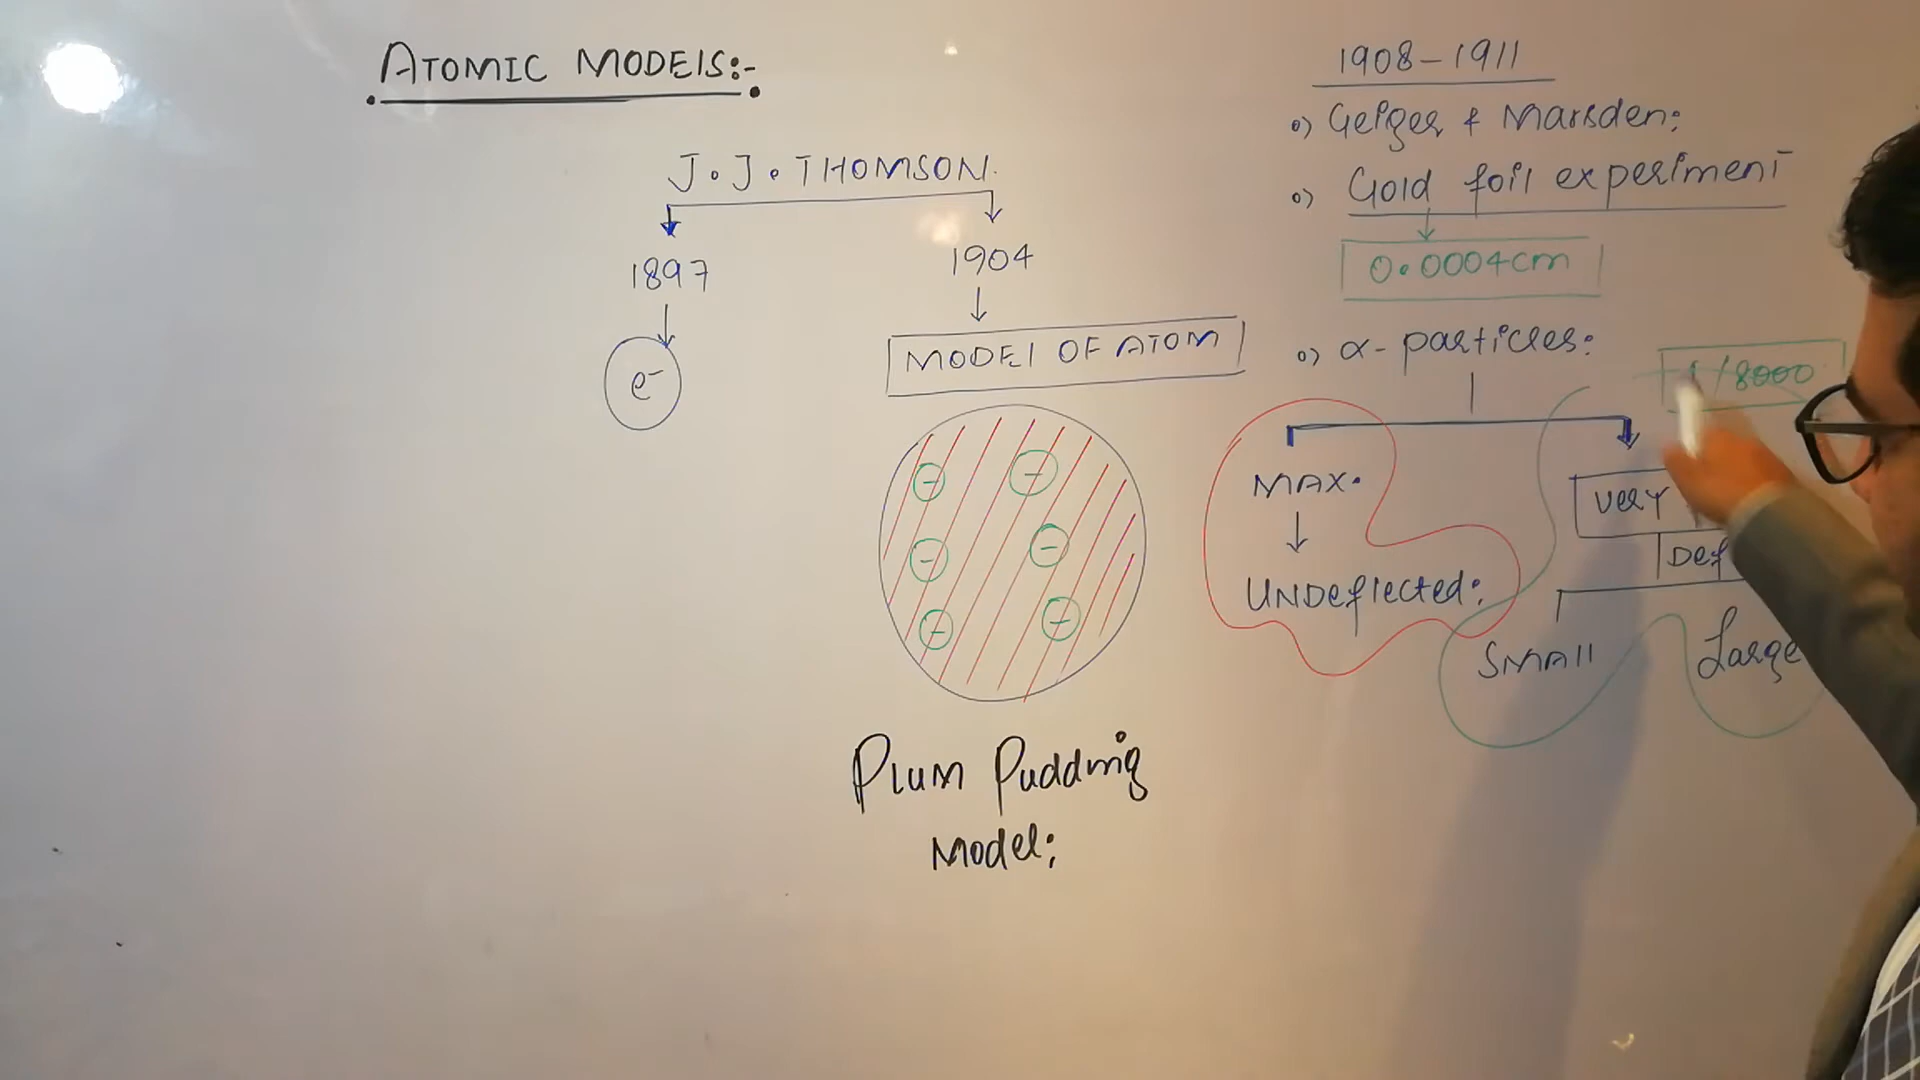 ATOMIC MODElS:-
J.J.THOMSON.
1897
e-
1904
MODEl OF ATOM
-
-
-
-
-
-
Plum Pudding
Model:
1908-1911
o) Geiger & Marsden:
o) Gold foil experiment
0.0004cm
o) α-particles:
1/8000
MAX.
UNDeflected:
very
Def
SMAll
Large